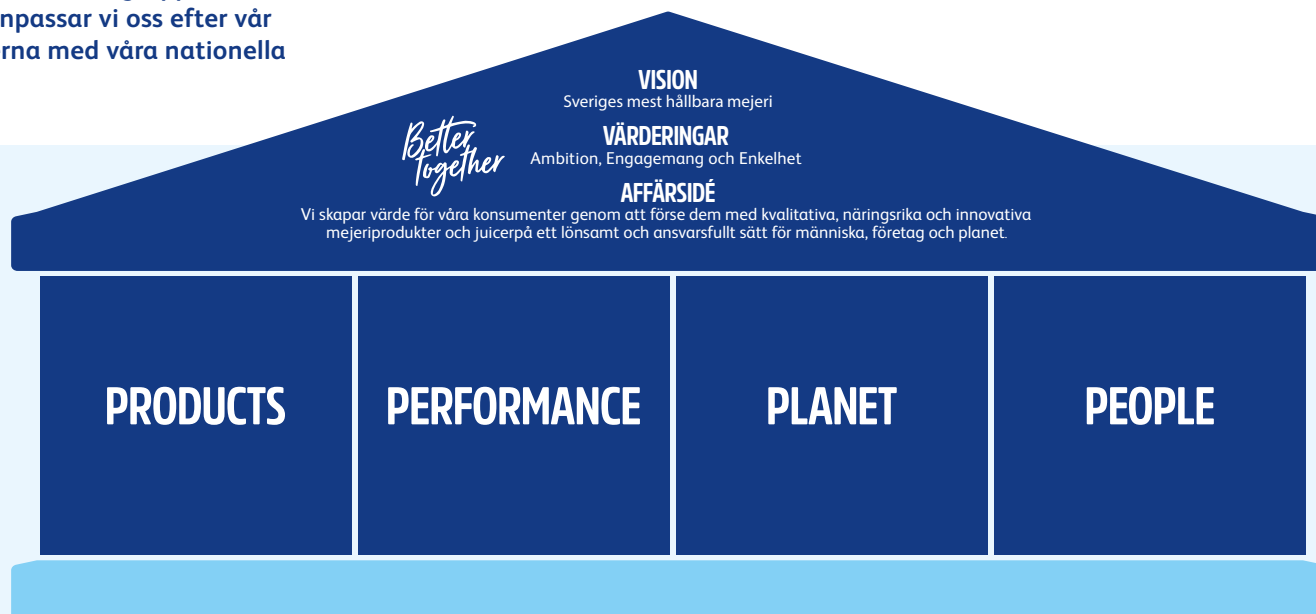 npassar vi oss efter vår
rna med våra nationella
VISION
Sveriges mest hållbara mejeri
Better
Together
VÄRDERINGAR
Ambition, Engagemang och Enkelhet
AFFÄRSIDÉ
Vi skapar värde för våra konsumenter genom att förse dem med kvalitativa, näringsrika och innovativa
mejeriprodukter och juicerpå ett lönsamt och ansvarsfullt sätt för människa, företag och planet.
PRODUCTS
PERFORMANCE
PLANET
PEOPLE